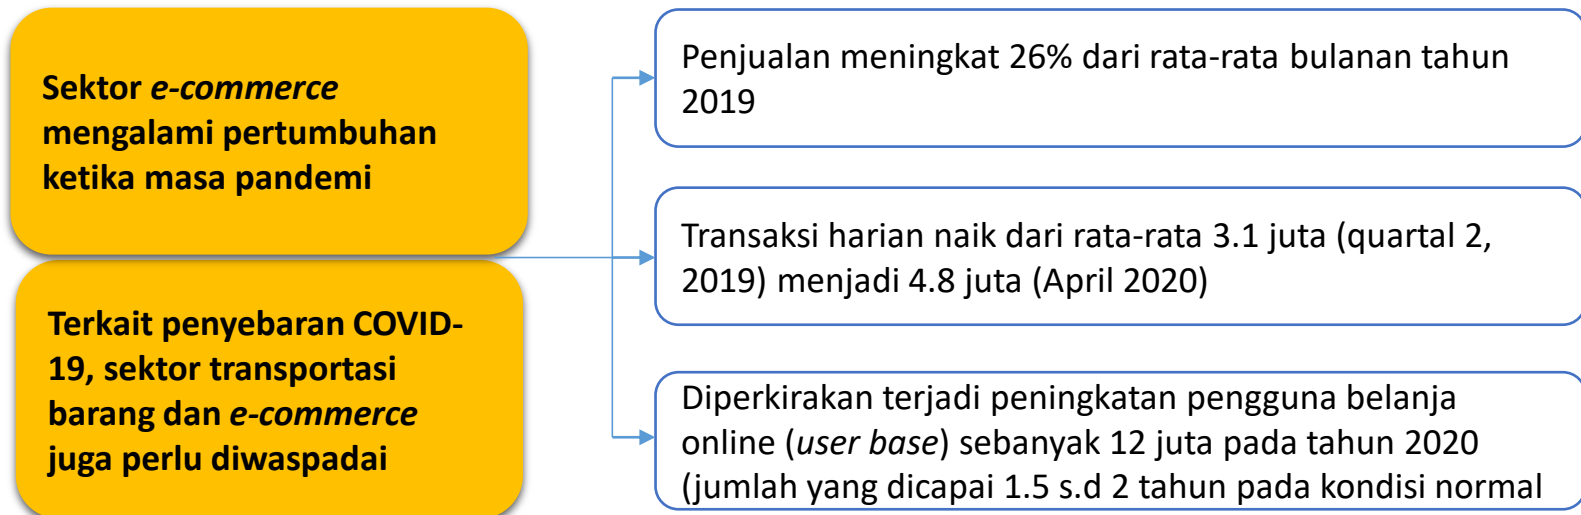 Sektor e-commerce
mengalami pertumbuhan
ketika masa pandemi
Terkait penyebaran COVID-
19, sektor transportasi
barang dan e-commerce
juga perlu diwaspadai
Penjualan meningkat 26% dari rata-rata bulanan tahun
2019
Transaksi harian naik dari rata-rata 3.1 juta (quartal 2,
2019) menjadi 4.8 juta (April 2020)
Diperkirakan terjadi peningkatan pengguna belanja
online (user base) sebanyak 12 juta pada tahun 2020
(jumlah yang dicapai 1.5 s.d 2 tahun pada kondisi normal